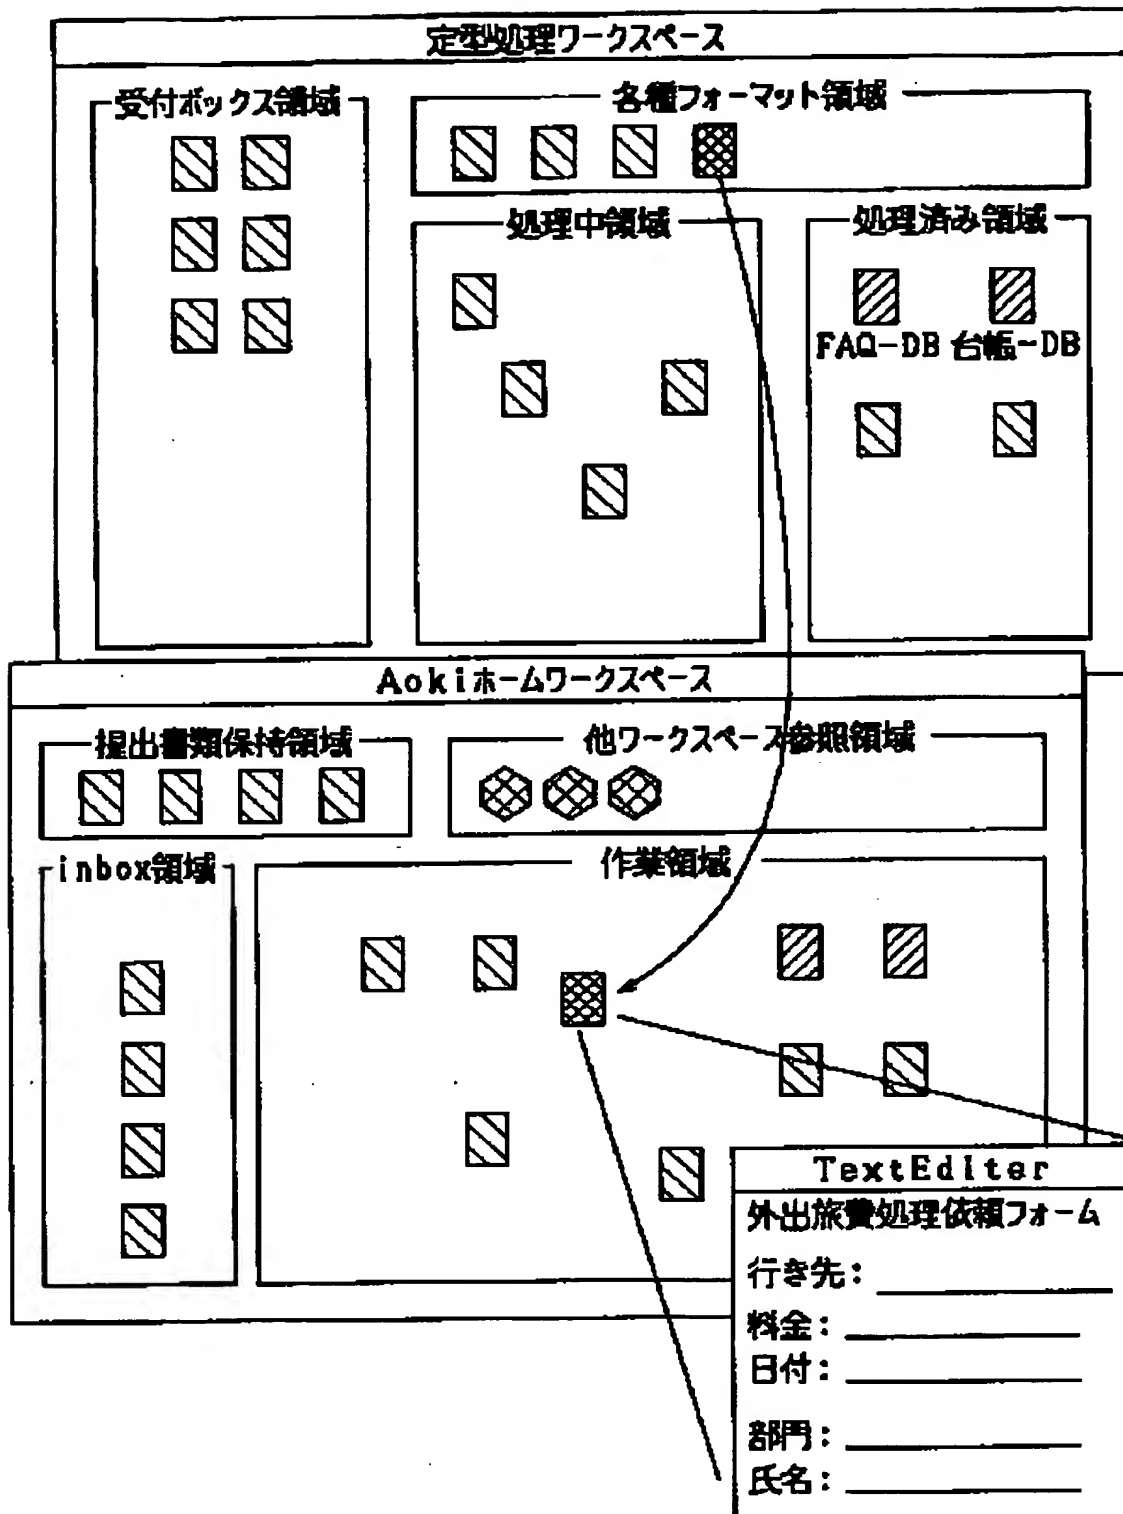 定型処理ワークスペース
受付ボックス領域
各種フォーマット領域
処理中領域
処理済み領域
FAQ-DB 台帳-DB
Aokiホームワークスペース
提出書類保持領域
他ワークスペース参照領域
inbox領域
作業領域
TextEditer
外出旅費処理依頼フォーム
行き先:
料金:
日付:
部門:
氏名: